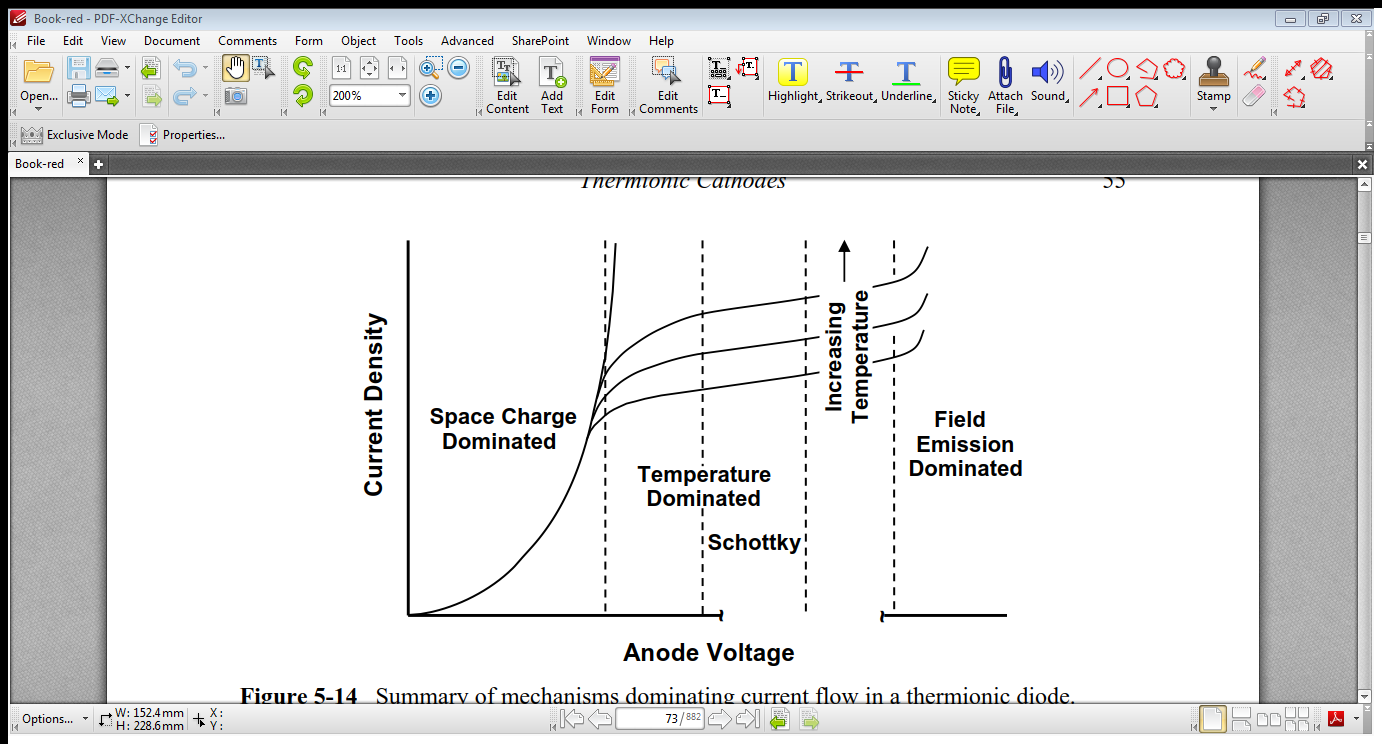 Book-red - PDF-XChange Editor
File Edit View Document Comments Form Object Tools Advanced SharePoint Window Help
Open...
1:1
200%
Edit Content
Add Text
Edit Form
Edit Comments
Highlight
Strikeout
Underline
Sticky Note
Attach File
Sound
Stamp
Exclusive Mode Properties...
Book-red
Thermionic Cathodes 55
Current Density
Space Charge
Dominated
Temperature
Dominated
Schottky
Increasing
Temperature
Field
Emission
Dominated
Anode Voltage
Figure 5-14 Summary of mechanisms dominating current flow in a thermionic diode.
Options...
W: 152.4mm
H: 228.6mm
X:
Y:
73 / 882